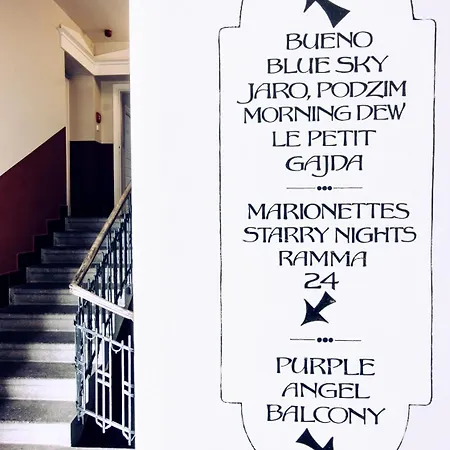 BUENO
BLUE SKY
JARO, PODZIM
MORNING DEW
LE PETIT
GAJDA
MARIONETTES
STARRY NIGHTS
RAMMA
24
PURPLE
ANGEL
BALCONY